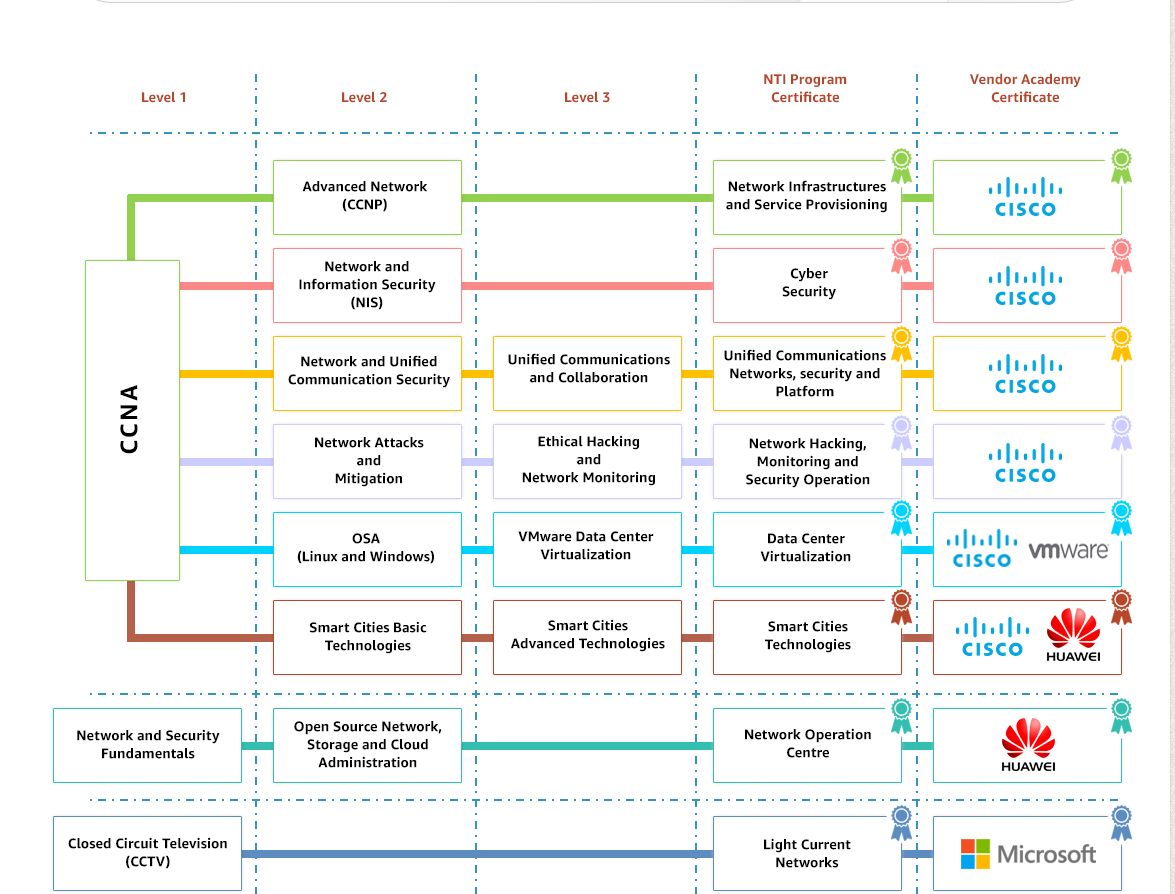 Level 1
Level 2
Level 3
NTI Program
Certificate
Vendor Academy
Certificate
CCNA
Advanced Network
(CCNP)
Network Infrastructures
and Service Provisioning
CISCO
Network and
Information Security
(NIS)
Cyber
Security
CISCO
Network and Unified
Communication Security
Unified Communications
and Collaboration
Unified Communications
Networks, security and
Platform
CISCO
Network Attacks
and
Mitigation
Ethical Hacking
and
Network Monitoring
Network Hacking,
Monitoring and
Security Operation
CISCO
OSA
(Linux and Windows)
VMware Data Center
Virtualization
Data Center
Virtualization
CISCO
vmware
Smart Cities Basic
Technologies
Smart Cities
Advanced Technologies
Smart Cities
Technologies
CISCO
HUAWEI
Network and Security
Fundamentals
Open Source Network,
Storage and Cloud
Administration
Network Operation
Centre
HUAWEI
Closed Circuit Television
(CCTV)
Light Current
Networks
Microsoft